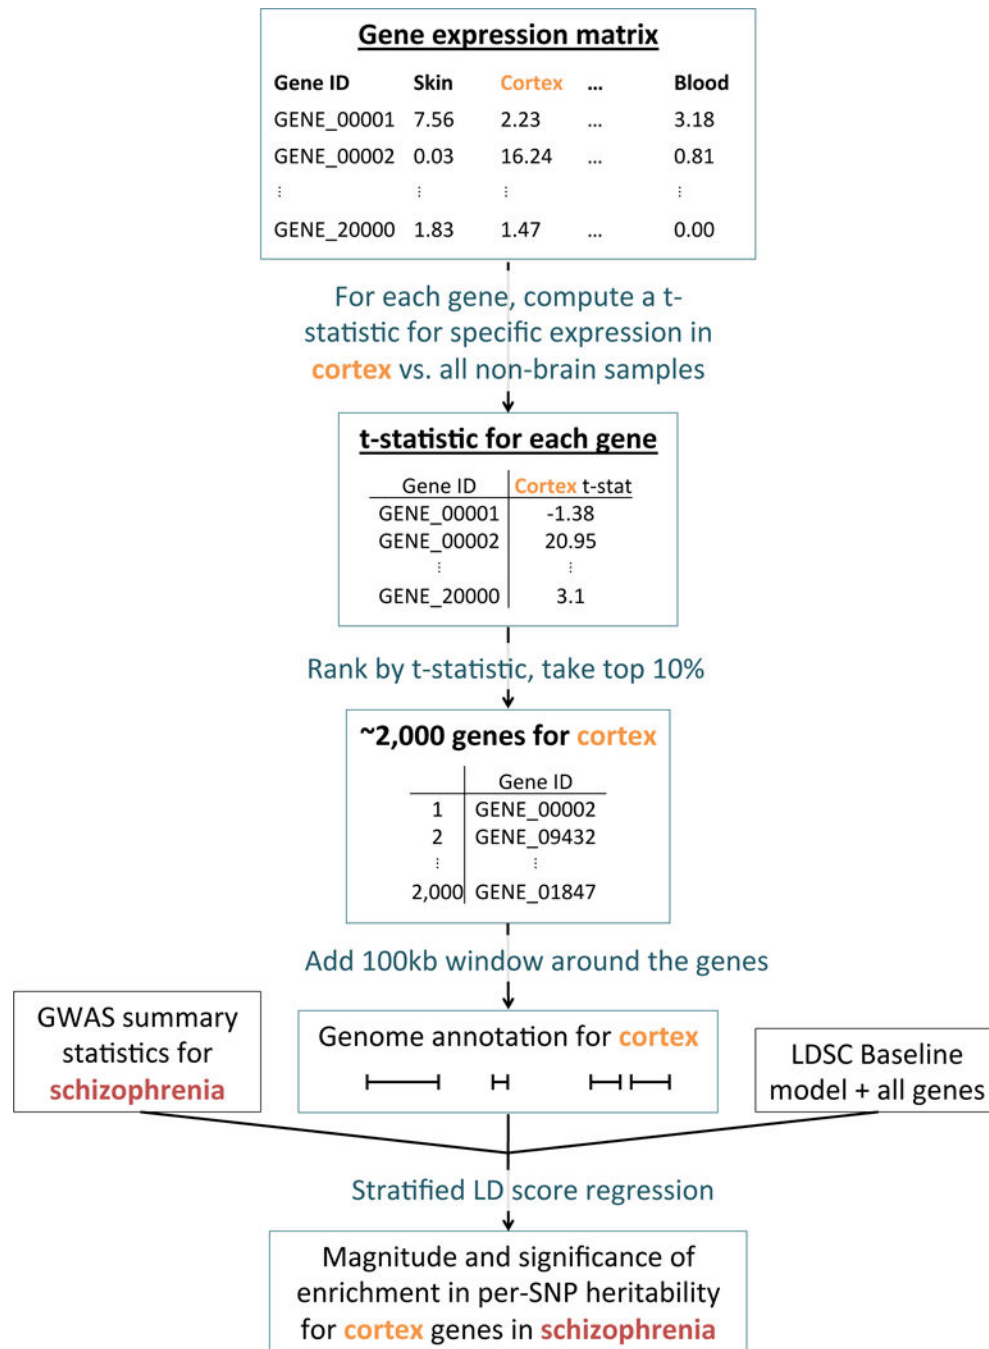 Gene expression matrix
Gene ID Skin Cortex ... Blood
GENE_00001 7.56 2.23 ... 3.18
GENE_00002 0.03 16.24 ... 0.81
⋮ ⋮ ⋮ ⋮
GENE_20000 1.83 1.47 ... 0.00
For each gene, compute a t-
statistic for specific expression in
cortex vs. all non-brain samples
t-statistic for each gene
Gene ID Cortex t-stat
GENE_00001 -1.38
GENE_00002 20.95
⋮ ⋮
GENE_20000 3.1
Rank by t-statistic, take top 10%
~2,000 genes for cortex
Gene ID
1 GENE_00002
2 GENE_09432
⋮ ⋮
2,000 GENE_01847
Add 100kb window around the genes
GWAS summary
statistics for
schizophrenia
Genome annotation for cortex
LDSC Baseline
model + all genes
Stratified LD score regression
Magnitude and significance of
enrichment in per-SNP heritability
for cortex genes in schizophrenia